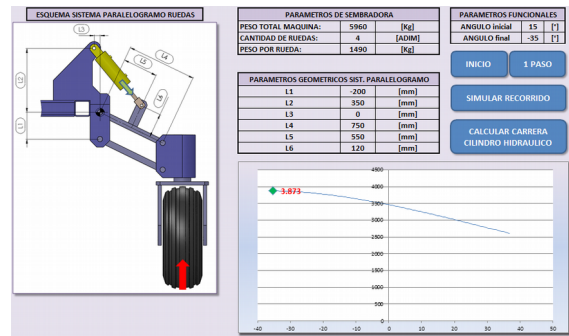 ESQUEMA SISTEMA PARALELOGRAMO RUEDAS
L3
L5
L4
L2
L6
L1
PARAMETROS DE SEMBRADORA
PESO TOTAL MAQUINA: 5960 [Kg]
CANTIDAD DE RUEDAS: 4 [ADIM]
PESO POR RUEDA: 1490 [Kg]
PARAMETROS FUNCIONALES
ANGULO inicial 15 [°]
ANGULO final -35 [°]
INICIO
1 PASO
SIMULAR RECORRIDO
CALCULAR CARRERA
CILINDRO HIDRAULICO
PARAMETROS GEOMETRICOS SIST. PARALELOGRAMO
L1 -200 [mm]
L2 350 [mm]
L3 0 [mm]
L4 750 [mm]
L5 550 [mm]
L6 120 [mm]
4500
4000
3.873
3500
3000
2500
2000
1500
1000
500
0
-40 -30 -20 -10 0 10 20 30 40 50